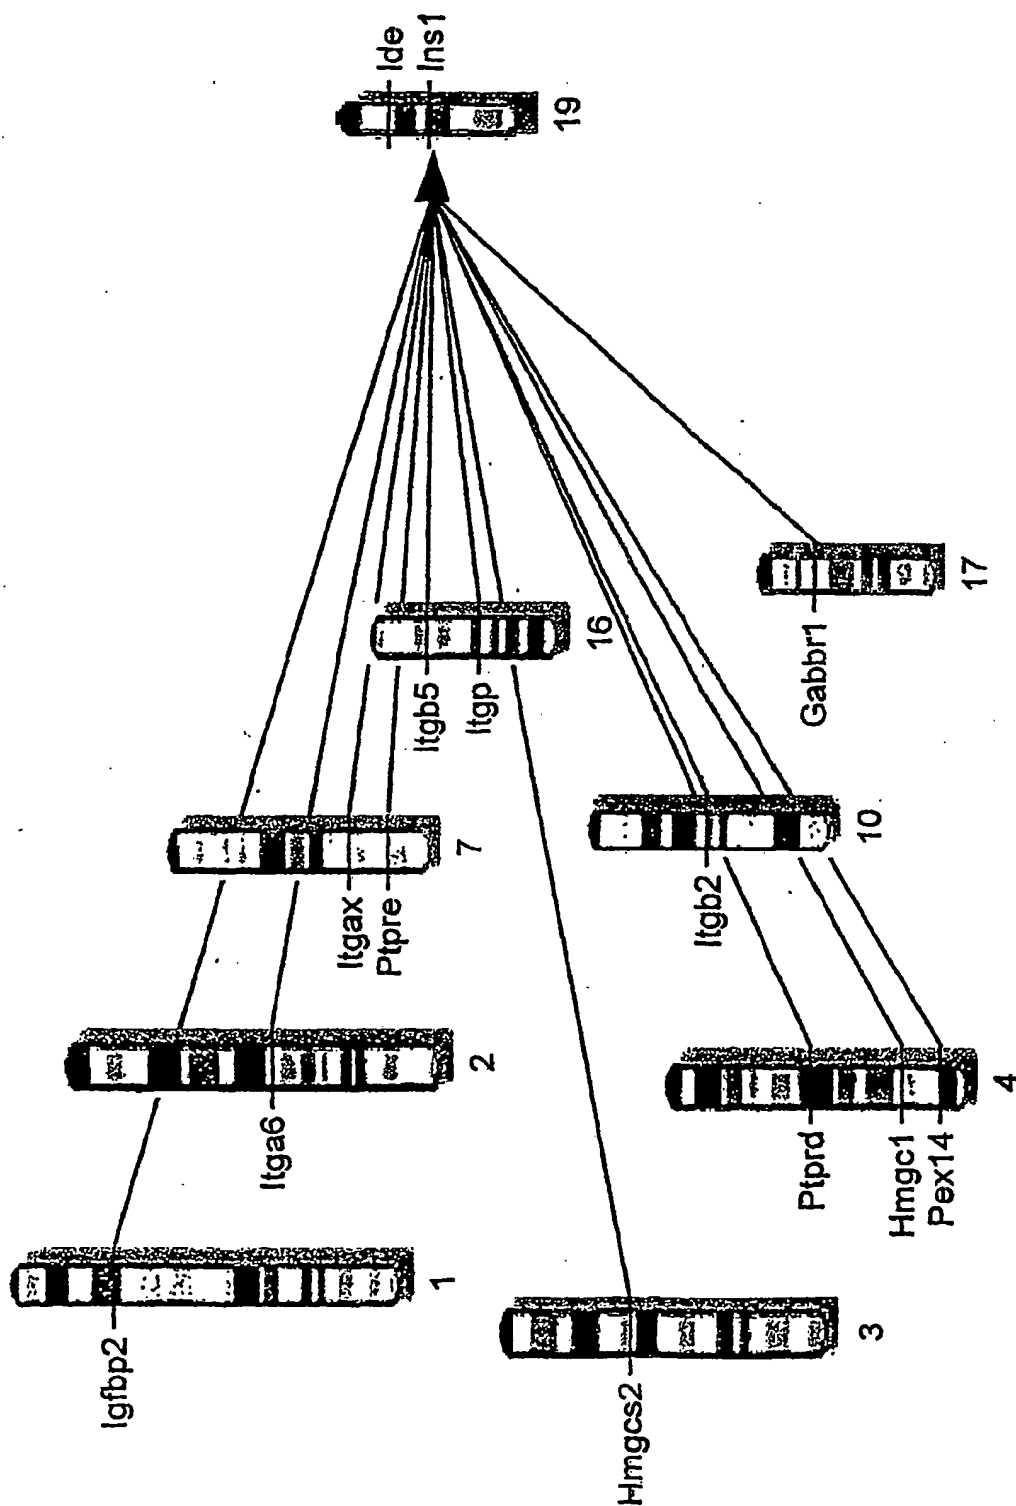 Igfbp2
1
Itga6
2
Itgax
Ptpre
7
Itgb5
Itgp
16
Ide
Ins1
19
Hmgcs2
3
Ptprd
Hmgc1
Pex14
4
Itgb2
10
Gabbr1
17